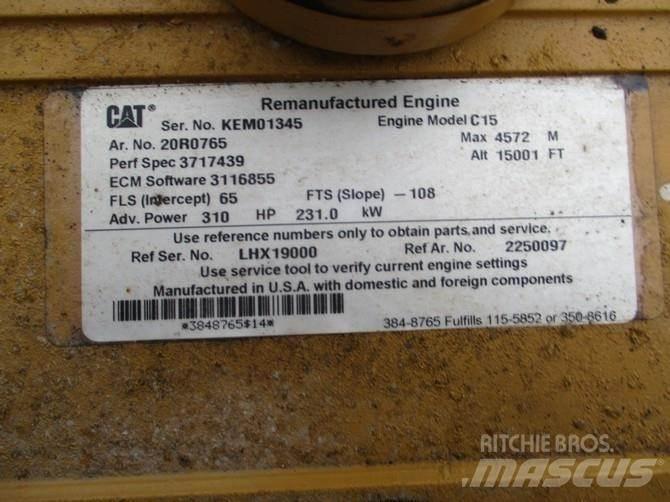 CAT® Remanufactured Engine
Ser. No. KEM01345 Engine Model C15
Ar. No. 20R0765 Max 4572 M
Perf Spec 3717439 Alt 15001 FT
ECM Software 3116855
FLS (Intercept) 65 FTS (Slope) -108
Adv. Power 310 HP 231.0 kW
Use reference numbers only to obtain parts and service.
Ref Ser. No. LHX19000 Ref Ar. No. 2250097
Use service tool to verify current engine settings
Manufactured in U.S.A. with domestic and foreign components
*3848765$14*
384-8765 Fulfills 115-5852 or 350-8616
RITCHIE BROS.
MASCUS